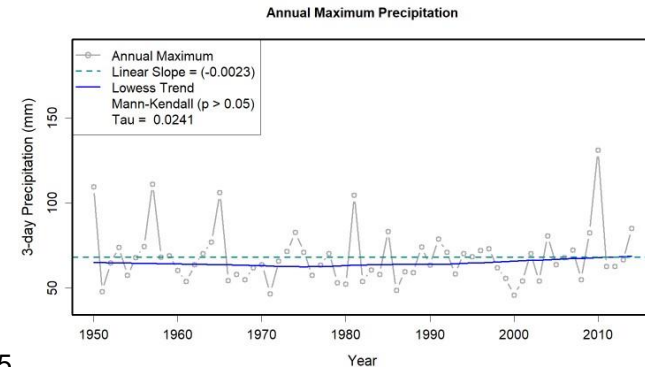 Annual Maximum Precipitation
Annual Maximum
Linear Slope = (-0.0023)
Lowess Trend
Mann-Kendall (p > 0.05)
Tau = 0.0241
3-day Precipitation (mm)
150
100
50
1950 1960 1970 1980 1990 2000 2010
Year
5